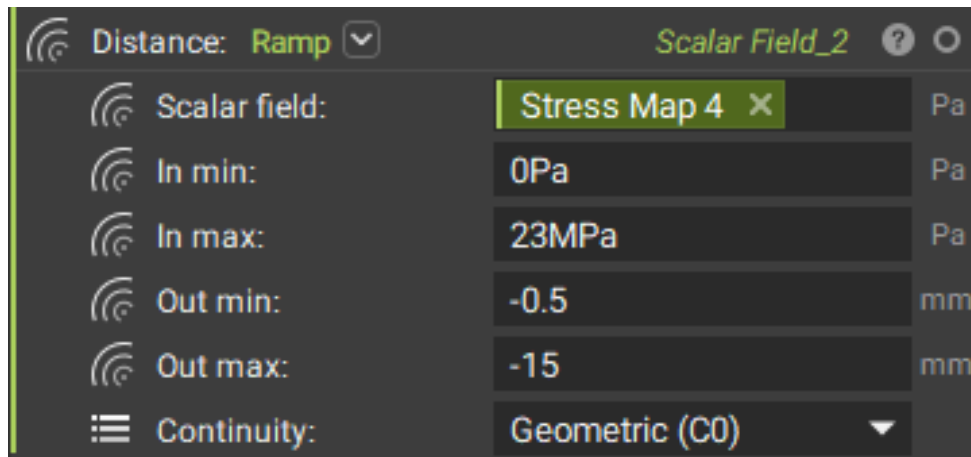 Distance: Ramp Scalar Field_2 ?
Scalar field: Stress Map 4 × Pa
In min: 0Pa Pa
In max: 23MPa Pa
Out min: -0.5 mm
Out max: -15 mm
Continuity: Geometric (C0)